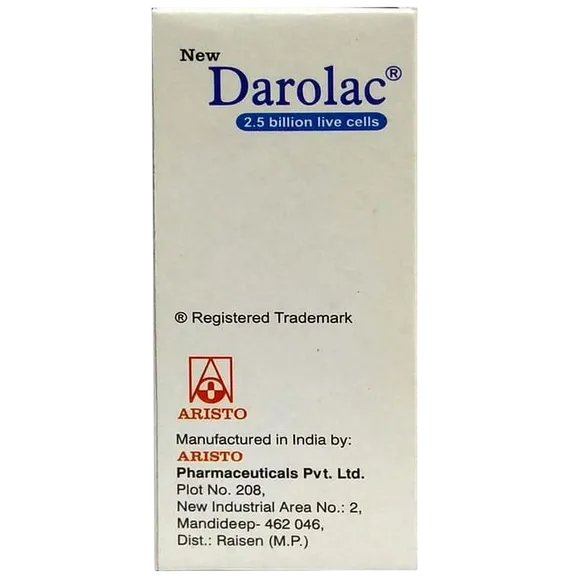 New
Darolac®
2.5 billion live cells
® Registered Trademark
ARISTO
Manufactured in India by:
ARISTO
Pharmaceuticals Pvt. Ltd.
Plot No. 208,
New Industrial Area No.: 2,
Mandideep- 462 046,
Dist.: Raisen (M.P.)